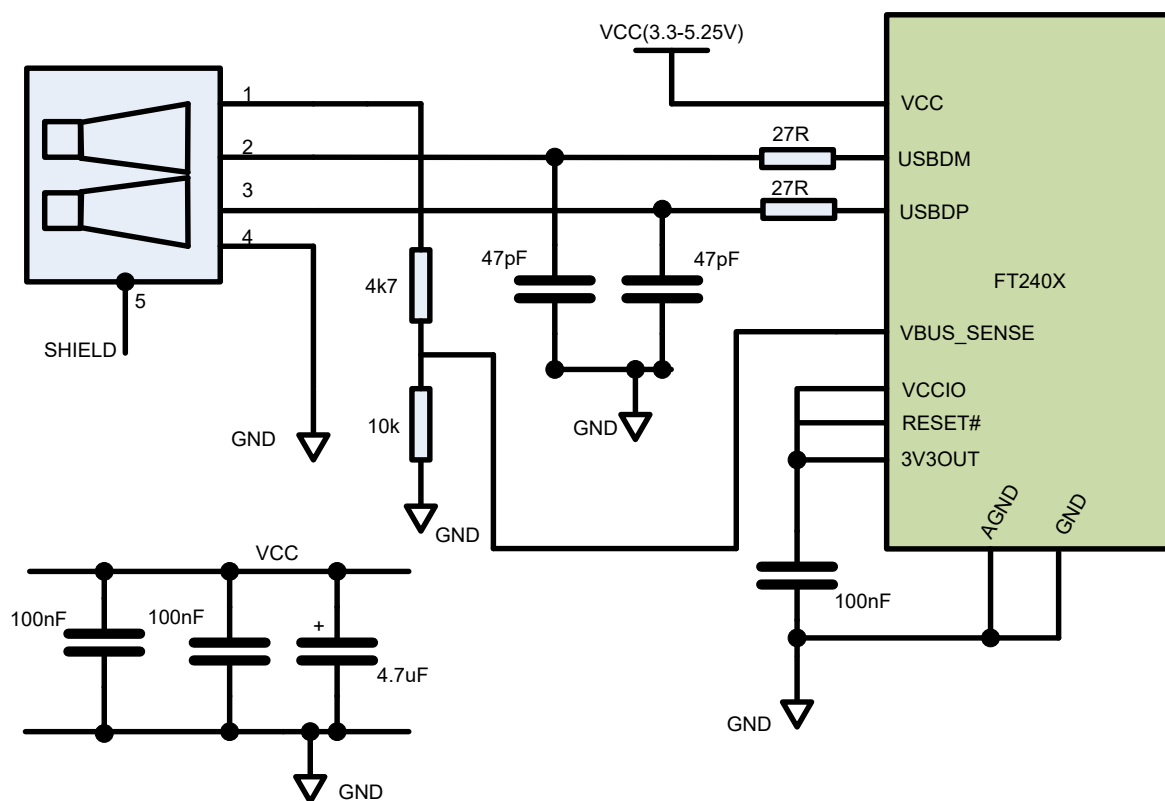 VCC(3.3-5.25V)
1
VCC
27R
2
USBDM
27R
3
USBDP
4
47pF
47pF
4k7
FT240X
5
VBUS_SENSE
SHIELD
VCCIO
10k
RESET#
GND
GND
3V3OUT
AGND
GND
GND
VCC
100nF
100nF
100nF
+
4.7uF
GND
GND